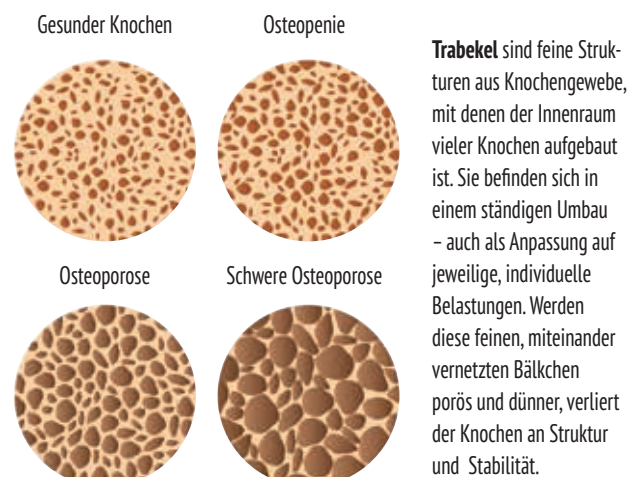 Gesunder Knochen
Osteopenie
Osteoporose
Schwere Osteoporose
Trabekel sind feine Struk-
turen aus Knochengewebe,
mit denen der Innenraum
vieler Knochen aufgebaut
ist. Sie befinden sich in
einem ständigen Umbau
– auch als Anpassung auf
jeweilige, individuelle
Belastungen. Werden
diese feinen, miteinander
vernetzten Bälkchen
porös und dünner, verliert
der Knochen an Struktur
und Stabilität.